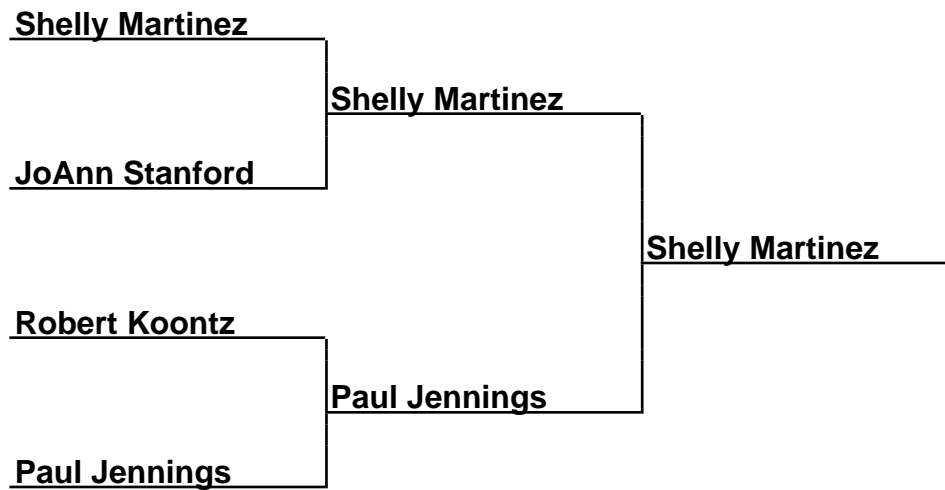 Shelly Martinez
Shelly Martinez
JoAnn Stanford
Shelly Martinez
Robert Koontz
Paul Jennings
Paul Jennings